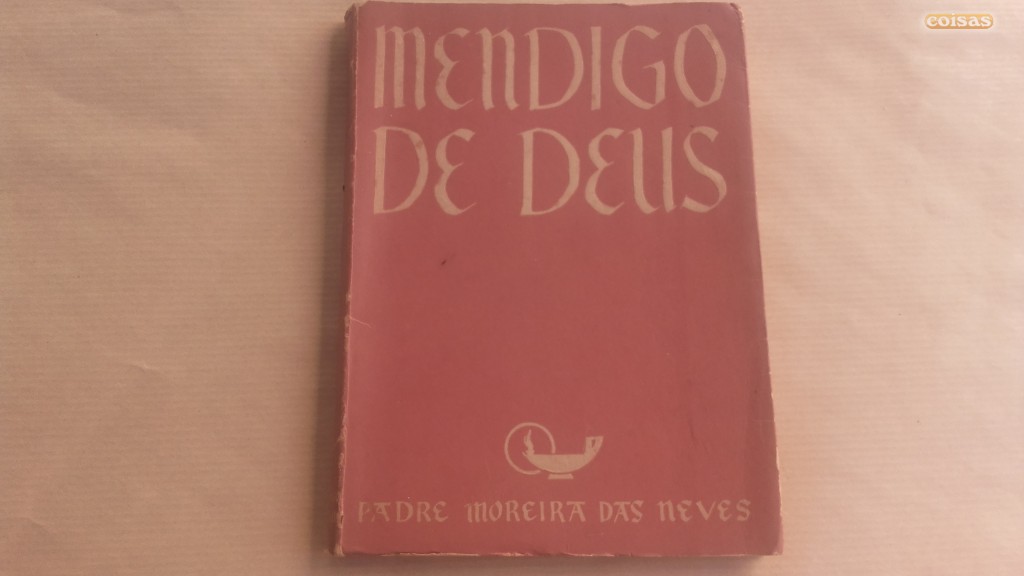 coisas
MENDIGO
DE DEUS
PADRE MOREIRA DAS NEVES